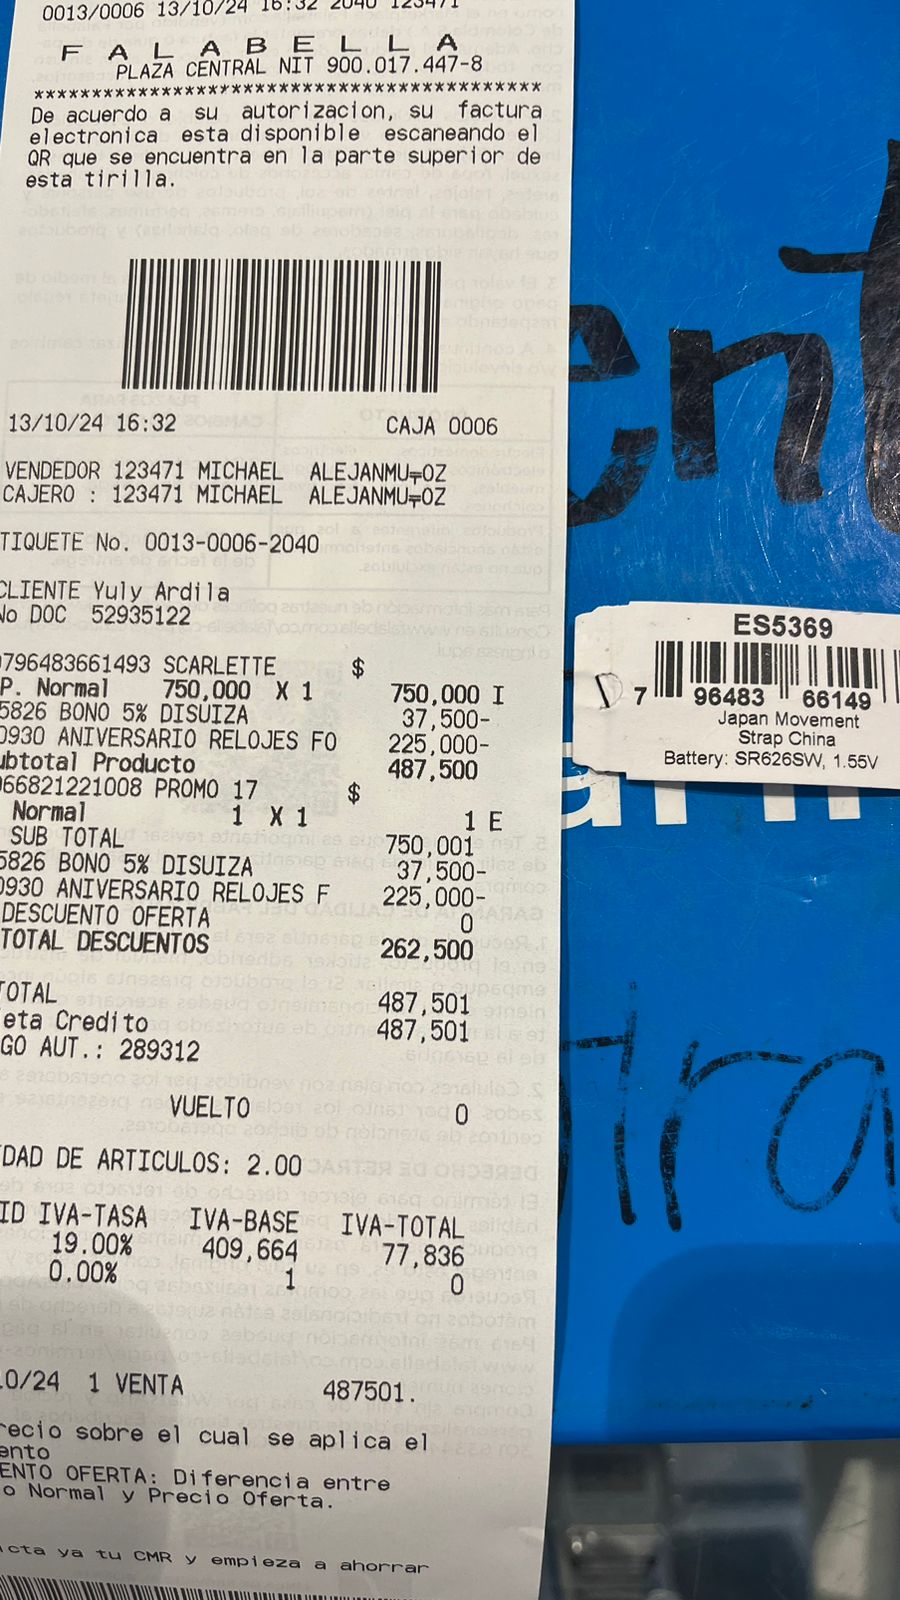 0013/0006 13/10/24 16:32 2040 123471
F A L A B E L L A
PLAZA CENTRAL NIT 900.017.447-8
******************************************
De acuerdo a su autorizacion, su factura
electronica esta disponible escaneando el
QR que se encuentra en la parte superior de
esta tirilla.
13/10/24 16:32 CAJA 0006
VENDEDOR 123471 MICHAEL ALEJANMU╤OZ
CAJERO : 123471 MICHAEL ALEJANMU╤OZ
TIQUETE No. 0013-0006-2040
CLIENTE Yuly Ardila
No DOC 52935122
0796483661493 SCARLETTE $
P. Normal 750,000 X 1 750,000 I
5826 BONO 5% DISUIZA 37,500-
0930 ANIVERSARIO RELOJES FO 225,000-
ubtotal Producto 487,500
966821221008 PROMO 17 $
Normal 1 X 1 1 E
SUB TOTAL 750,001
5826 BONO 5% DISUIZA 37,500-
0930 ANIVERSARIO RELOJES F 225,000-
DESCUENTO OFERTA 0
TOTAL DESCUENTOS 262,500
TOTAL 487,501
eta Credito 487,501
GO AUT.: 289312
VUELTO 0
DAD DE ARTICULOS: 2.00
ID IVA-TASA IVA-BASE IVA-TOTAL
19.00% 409,664 77,836
0.00% 1 0
10/24 1 VENTA 487501.
recio sobre el cual se aplica el
ento
ENTO OFERTA: Diferencia entre
o Normal y Precio Oferta.
cta ya tu CMR y empieza a ahorrar
ent
ES5369
7 96483 66149
Japan Movement
Strap China
Battery: SR626SW, 1.55V
tra